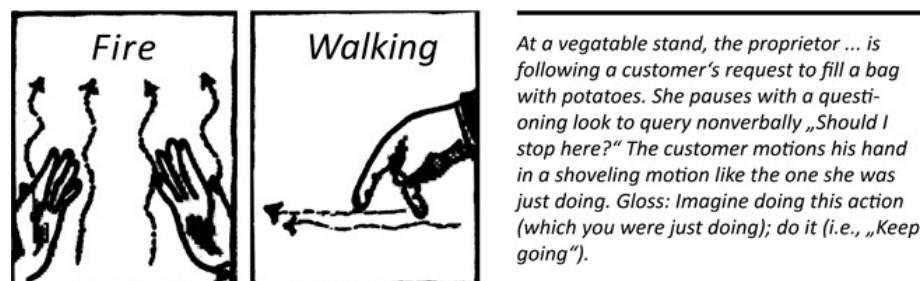 Fire
Walking
At a vegatable stand, the proprietor ... is
following a customer‘s request to fill a bag
with potatoes. She pauses with a questi-
oning look to query nonverbally „Should I
stop here?“ The customer motions his hand
in a shoveling motion like the one she was
just doing. Gloss: Imagine doing this action
(which you were just doing); do it (i.e., „Keep
going“).